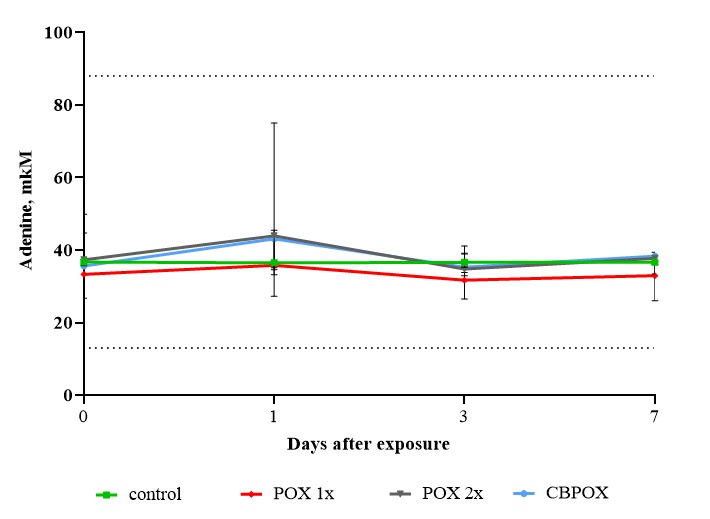 100
80
60
40
20
0
Adenine, mkM
0 1 3 7
Days after exposure
control POX 1x POX 2x CBPOX